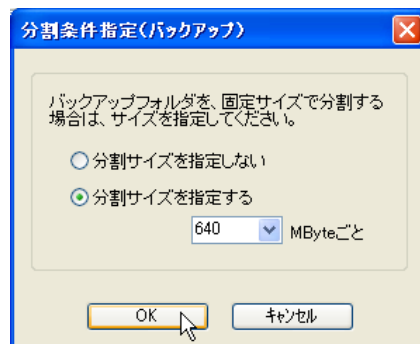 分割条件指定(バックアップ)
バックアップフォルダを、固定サイズで分割する
場合は、サイズを指定してください。
分割サイズを指定しない
分割サイズを指定する
640 MByteごと
OK キャンセル